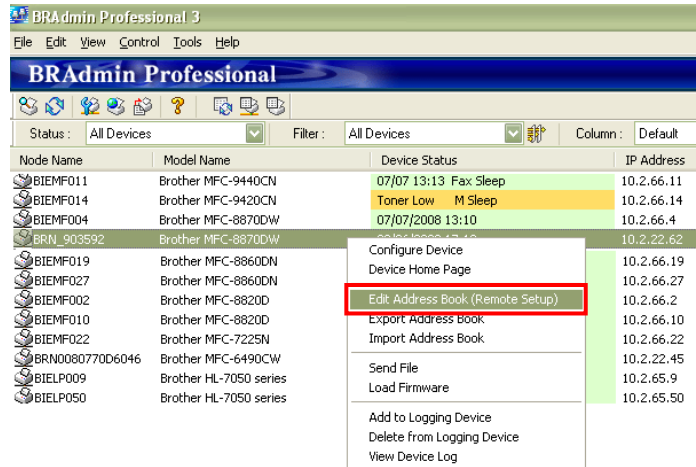 BRAdmin Professional 3
File Edit View Control Tools Help
BRAdmin Professional
Status : All Devices Filter : All Devices Column : Default
Node Name Model Name Device Status IP Address
BIEMF011 Brother MFC-9440CN 07/07 13:13 Fax Sleep 10.2.66.11
BIEMF014 Brother MFC-9420CN Toner Low M Sleep 10.2.66.14
BIEMF004 Brother MFC-8870DW 07/07/2008 13:10 10.2.66.4
BRN_903592 Brother MFC-8870DW 10.2.22.62
BIEMF019 Brother MFC-8860DN 10.2.66.19
BIEMF027 Brother MFC-8860DN 10.2.66.27
BIEMF002 Brother MFC-8820D 10.2.66.2
BIEMF010 Brother MFC-8820D 10.2.66.10
BIEMF022 Brother MFC-7225N 10.2.66.22
BRN0080770D6046 Brother MFC-6490CW 10.2.22.45
BIELP009 Brother HL-7050 series 10.2.65.9
BIELP050 Brother HL-7050 series 10.2.65.50
Configure Device
Device Home Page
Edit Address Book (Remote Setup)
Export Address Book
Import Address Book
Send File
Load Firmware
Add to Logging Device
Delete from Logging Device
View Device Log